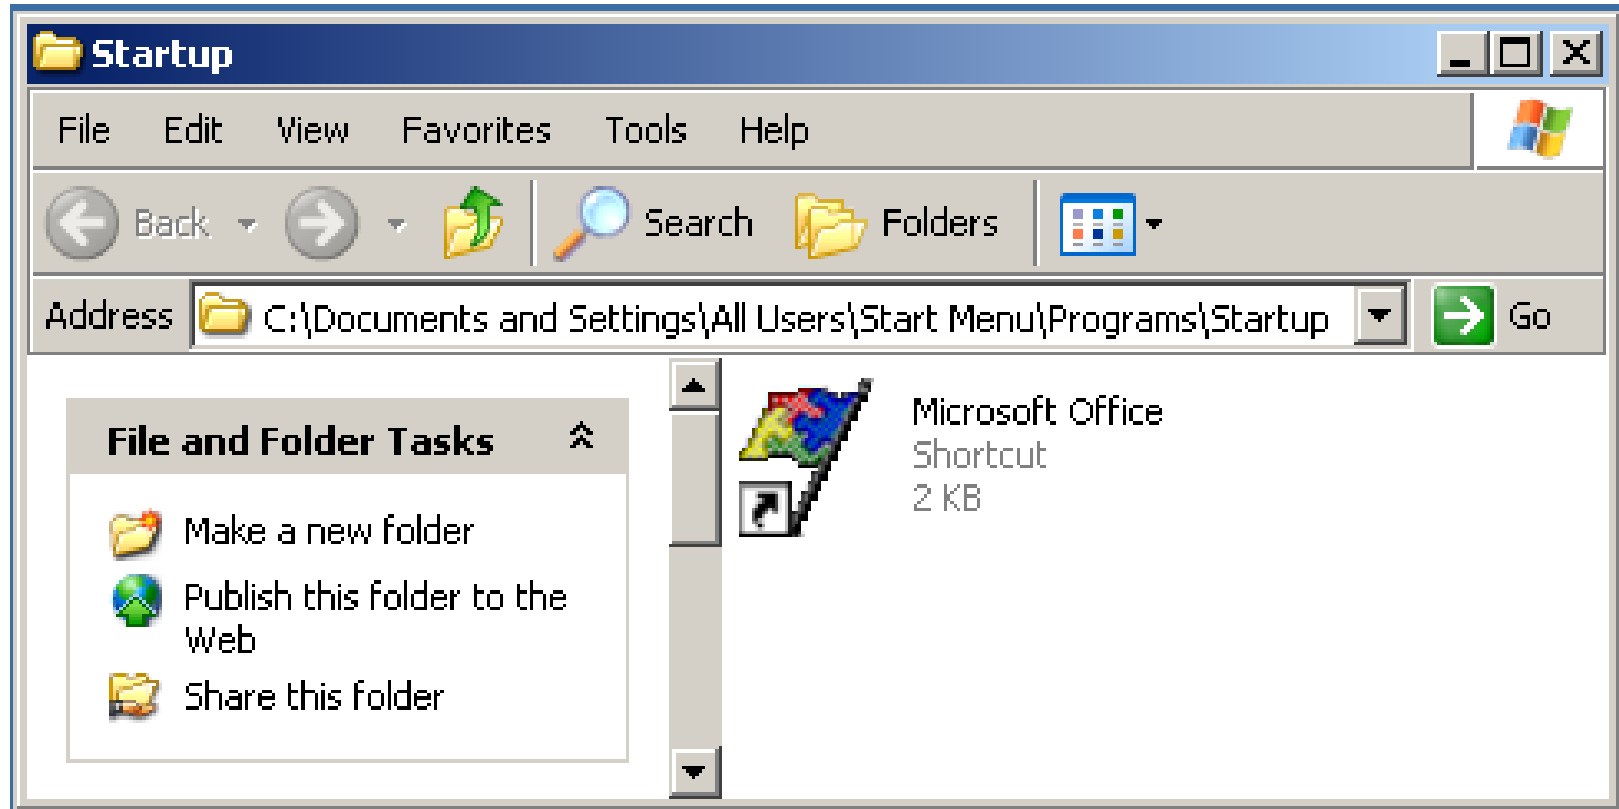 Startup
File Edit View Favorites Tools Help
Back Search Folders
Address C:\Documents and Settings\All Users\Start Menu\Programs\Startup Go
File and Folder Tasks
Make a new folder
Publish this folder to the
Web
Share this folder
Microsoft Office
Shortcut
2 KB